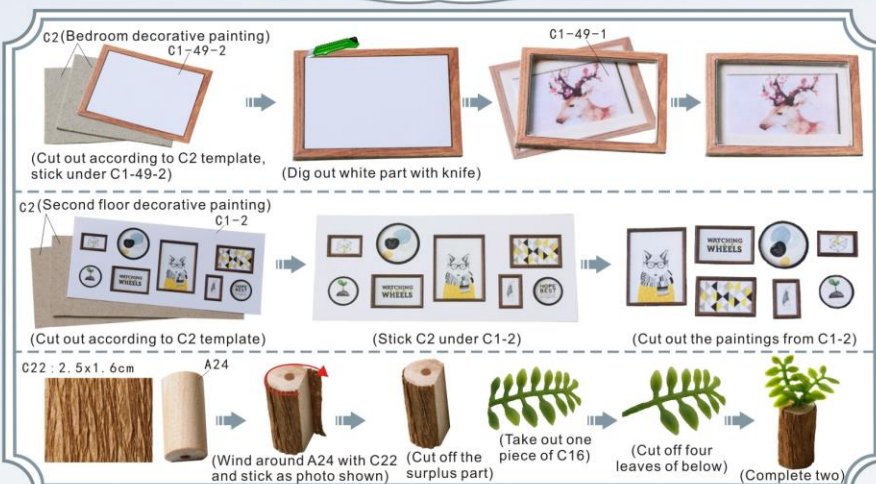 C2(Bedroom decorative painting)
C1-49-2
C1-49-1
(Cut out according to C2 template,
stick under C1-49-2)
(Dig out white part with knife)
C2(Second floor decorative painting)
C1-2
WATCHING
WHEELS
HOPE
BEST
WATCHING
WHEELS
HOPE
BEST
WATCHING
WHEELS
(Cut out according to C2 template)
(Stick C2 under C1-2)
(Cut out the paintings from C1-2)
C22:2.5x1.6cm
A24
(Wind around A24 with C22
and stick as photo shown)
(Cut off the
surplus part)
(Take out one
piece of C16)
(Cut off four
leaves of below)
(Complete two)